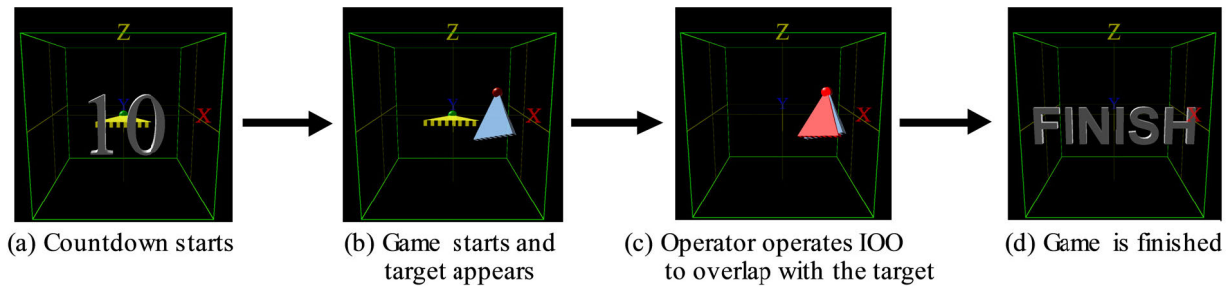 Z
10
Y
X
Z
X
Z
Y
X
Z
Y
X
FINISH
(a) Countdown starts
(b) Game starts and
target appears
(c) Operator operates IOO
to overlap with the target
(d) Game is finished